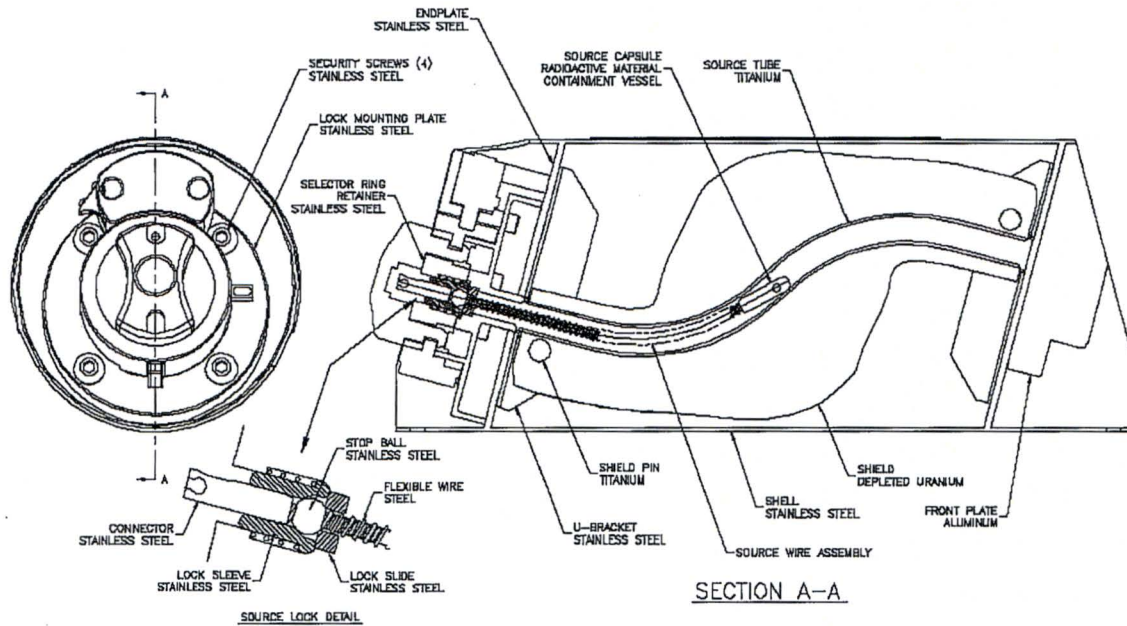 ENDPLATE
STAINLESS STEEL
SECURITY SCREWS (4)
STAINLESS STEEL
SOURCE CAPSULE
RADIOACTIVE MATERIAL
CONTAINMENT VESSEL
SOURCE TUBE
TITANIUM
A
LOCK MOUNTING PLATE
STAINLESS STEEL
SELECTOR RING
RETAINER
STAINLESS STEEL
STOP BALL
STAINLESS STEEL
FLEXIBLE WIRE
STEEL
SHIELD PIN
TITANIUM
SHIELD
DEPLETED URANIUM
A
SHELL
STAINLESS STEEL
FRONT PLATE
ALUMINUM
CONNECTOR
STAINLESS STEEL
U-BRACKET
STAINLESS STEEL
SOURCE WIRE ASSEMBLY
LOCK SLEEVE
STAINLESS STEEL
LOCK SLIDE
STAINLESS STEEL
SECTION A-A
SOURCE LOCK DETAIL